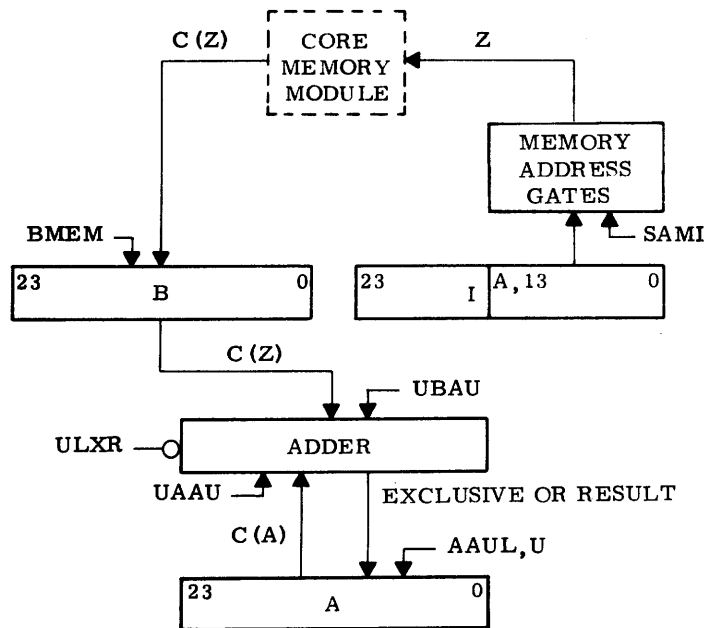 C(Z)
CORE
MEMORY
MODULE
Z
MEMORY
ADDRESS
GATES
BMEM
SAMI
23 B 0
23 I A,13 0
C(Z)
UBAU
ULXR
ADDER
UAAU
EXCLUSIVE OR RESULT
C(A)
AAUL,U
23 A 0